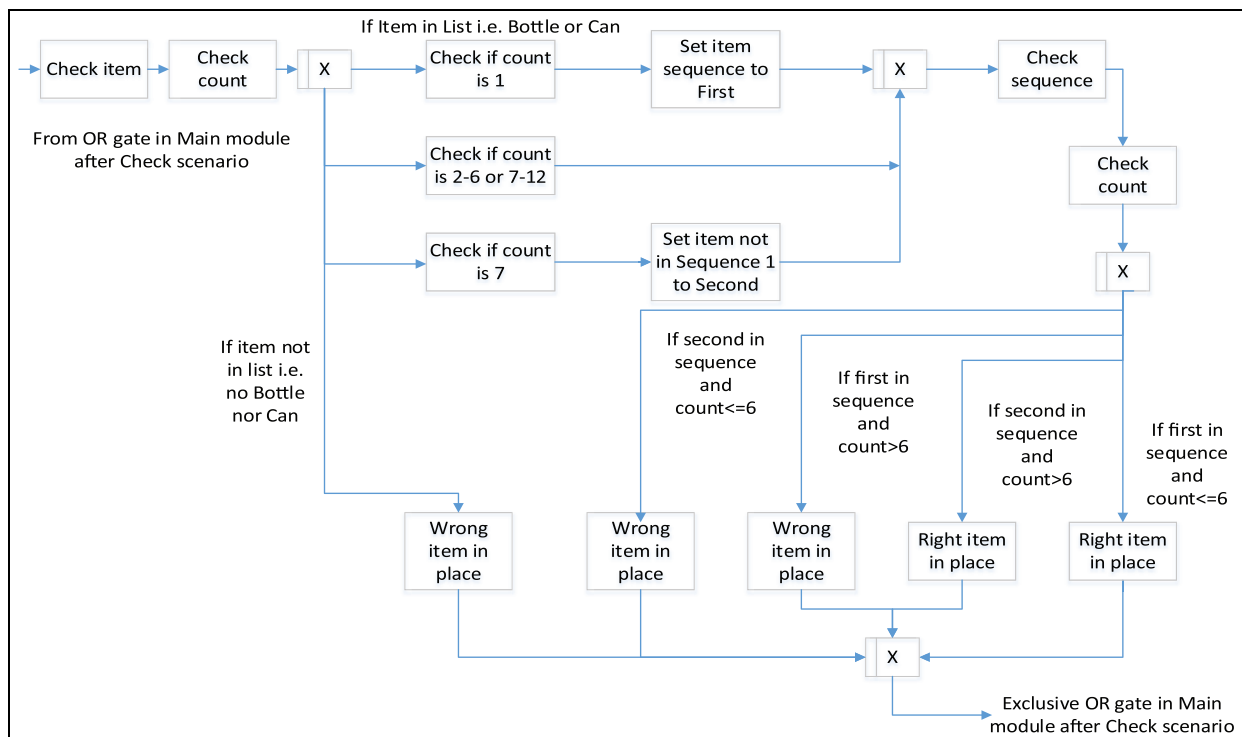 If Item in List i.e. Bottle or Can
Check item
Check
count
X
Check if count
is 1
Set item
sequence to
First
X
Check
sequence
From OR gate in Main module
after Check scenario
Check if count
is 2-6 or 7-12
Check
count
Check if count
is 7
Set item not
in Sequence 1
to Second
X
If item not
in list i.e.
no Bottle
nor Can
If second in
sequence
and
count<=6
If first in
sequence
and
count>6
If second in
sequence
and
count>6
If first in
sequence
and
count<=6
Wrong
item in
place
Wrong
item in
place
Wrong
item in
place
Right item
in place
Right item
in place
X
Exclusive OR gate in Main
module after Check scenario